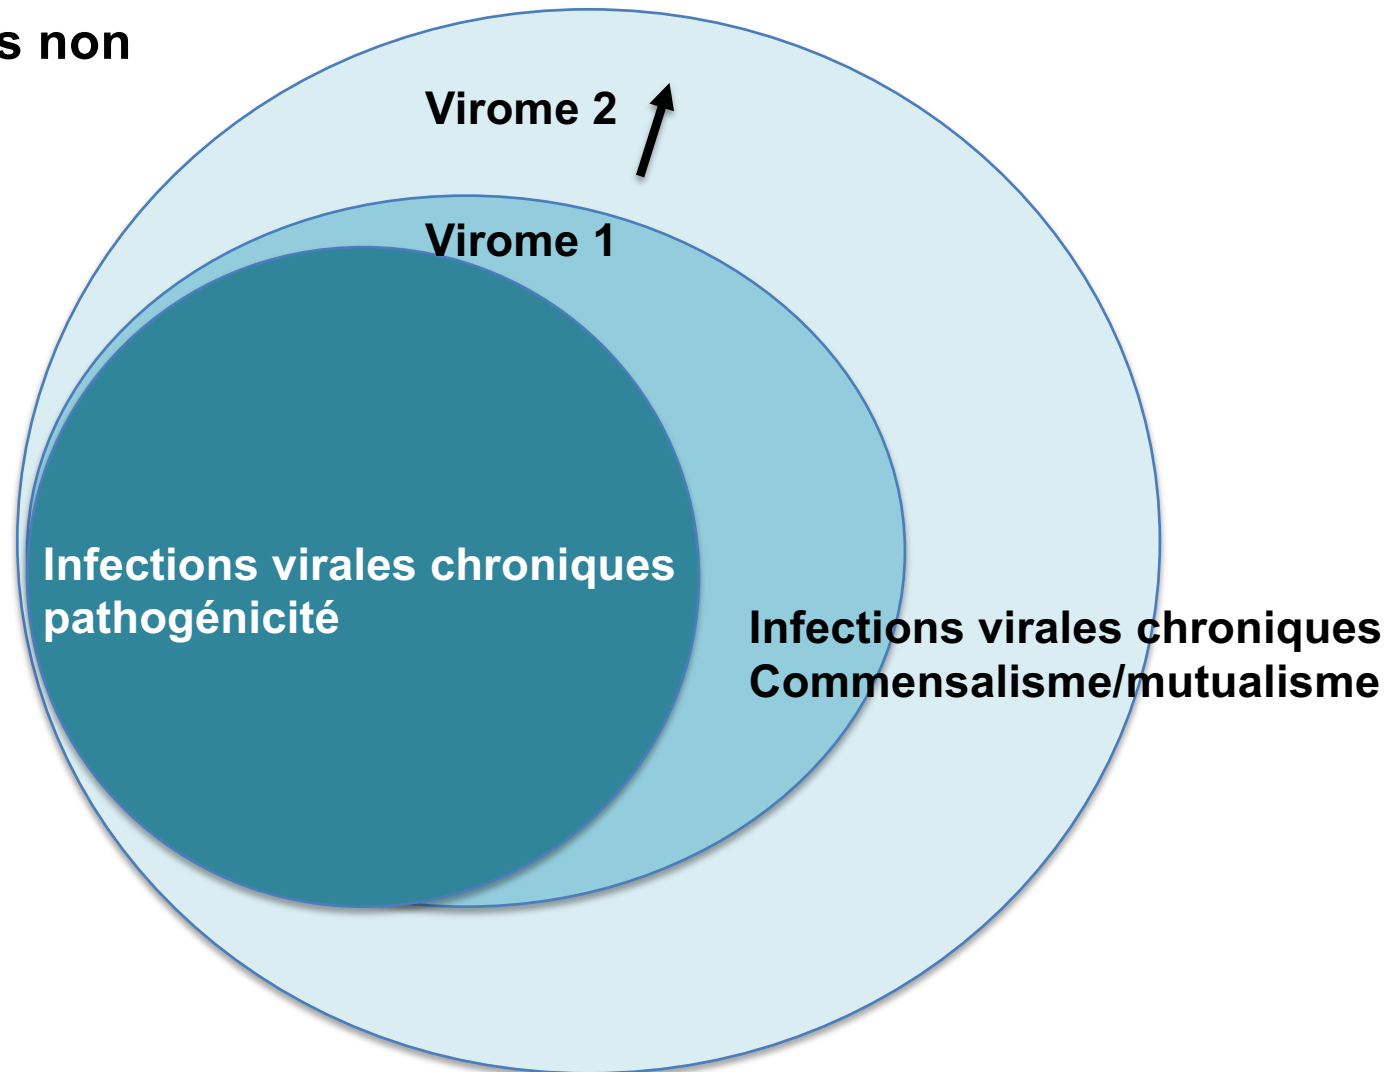 s non
Virome 2
Virome 1
Infections virales chroniques
pathogénicité
Infections virales chroniques
Commensalisme/mutualisme